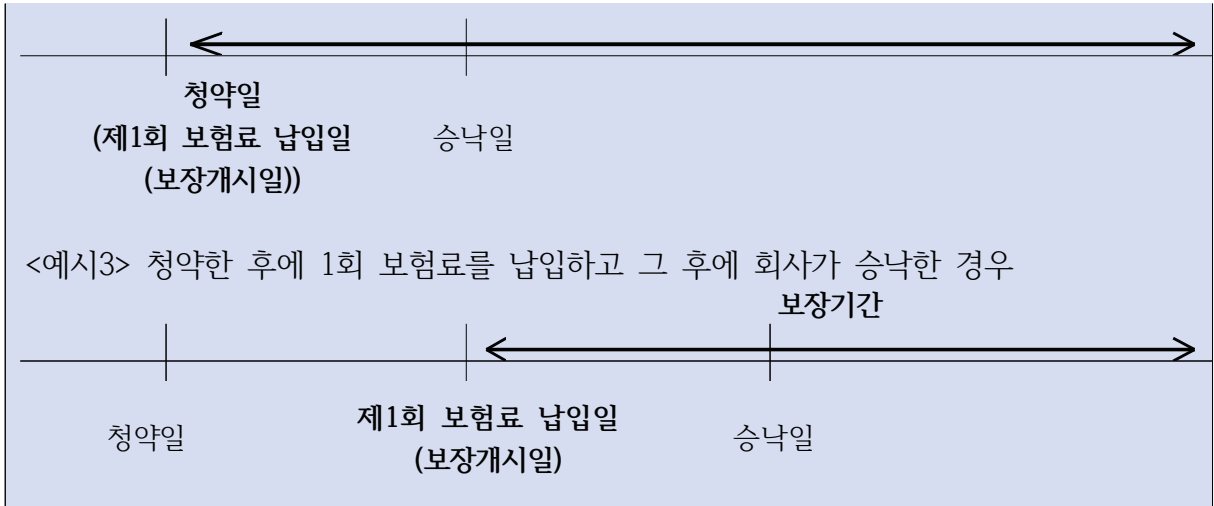 청약일
(제1회 보험료 납입일 승낙일
(보장개시일))
<예시3> 청약한 후에 1회 보험료를 납입하고 그 후에 회사가 승낙한 경우
보장기간
청약일 제1회 보험료 납입일 승낙일
(보장개시일)